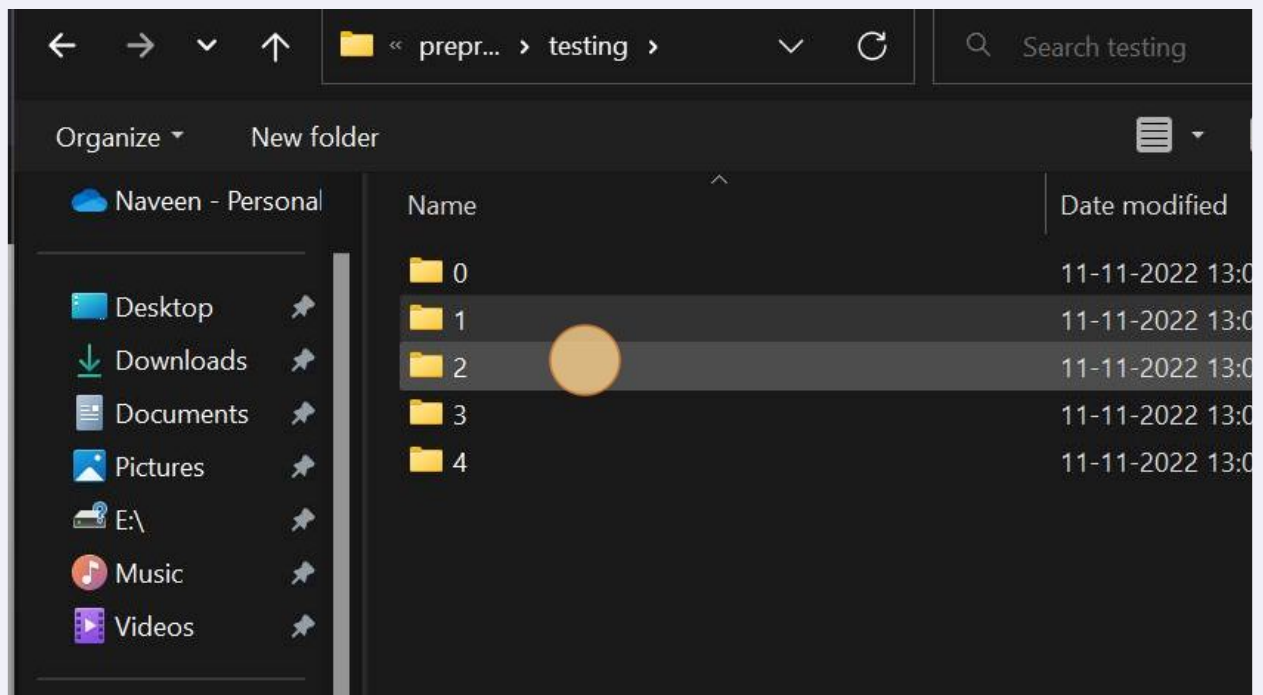 « prepr... > testing >
Search testing
Organize
New folder
Naveen - Personal
Name
Date modified
0 11-11-2022 13:0
1 11-11-2022 13:0
2 11-11-2022 13:0
3 11-11-2022 13:0
4 11-11-2022 13:0
Desktop
Downloads
Documents
Pictures
E:\
Music
Videos